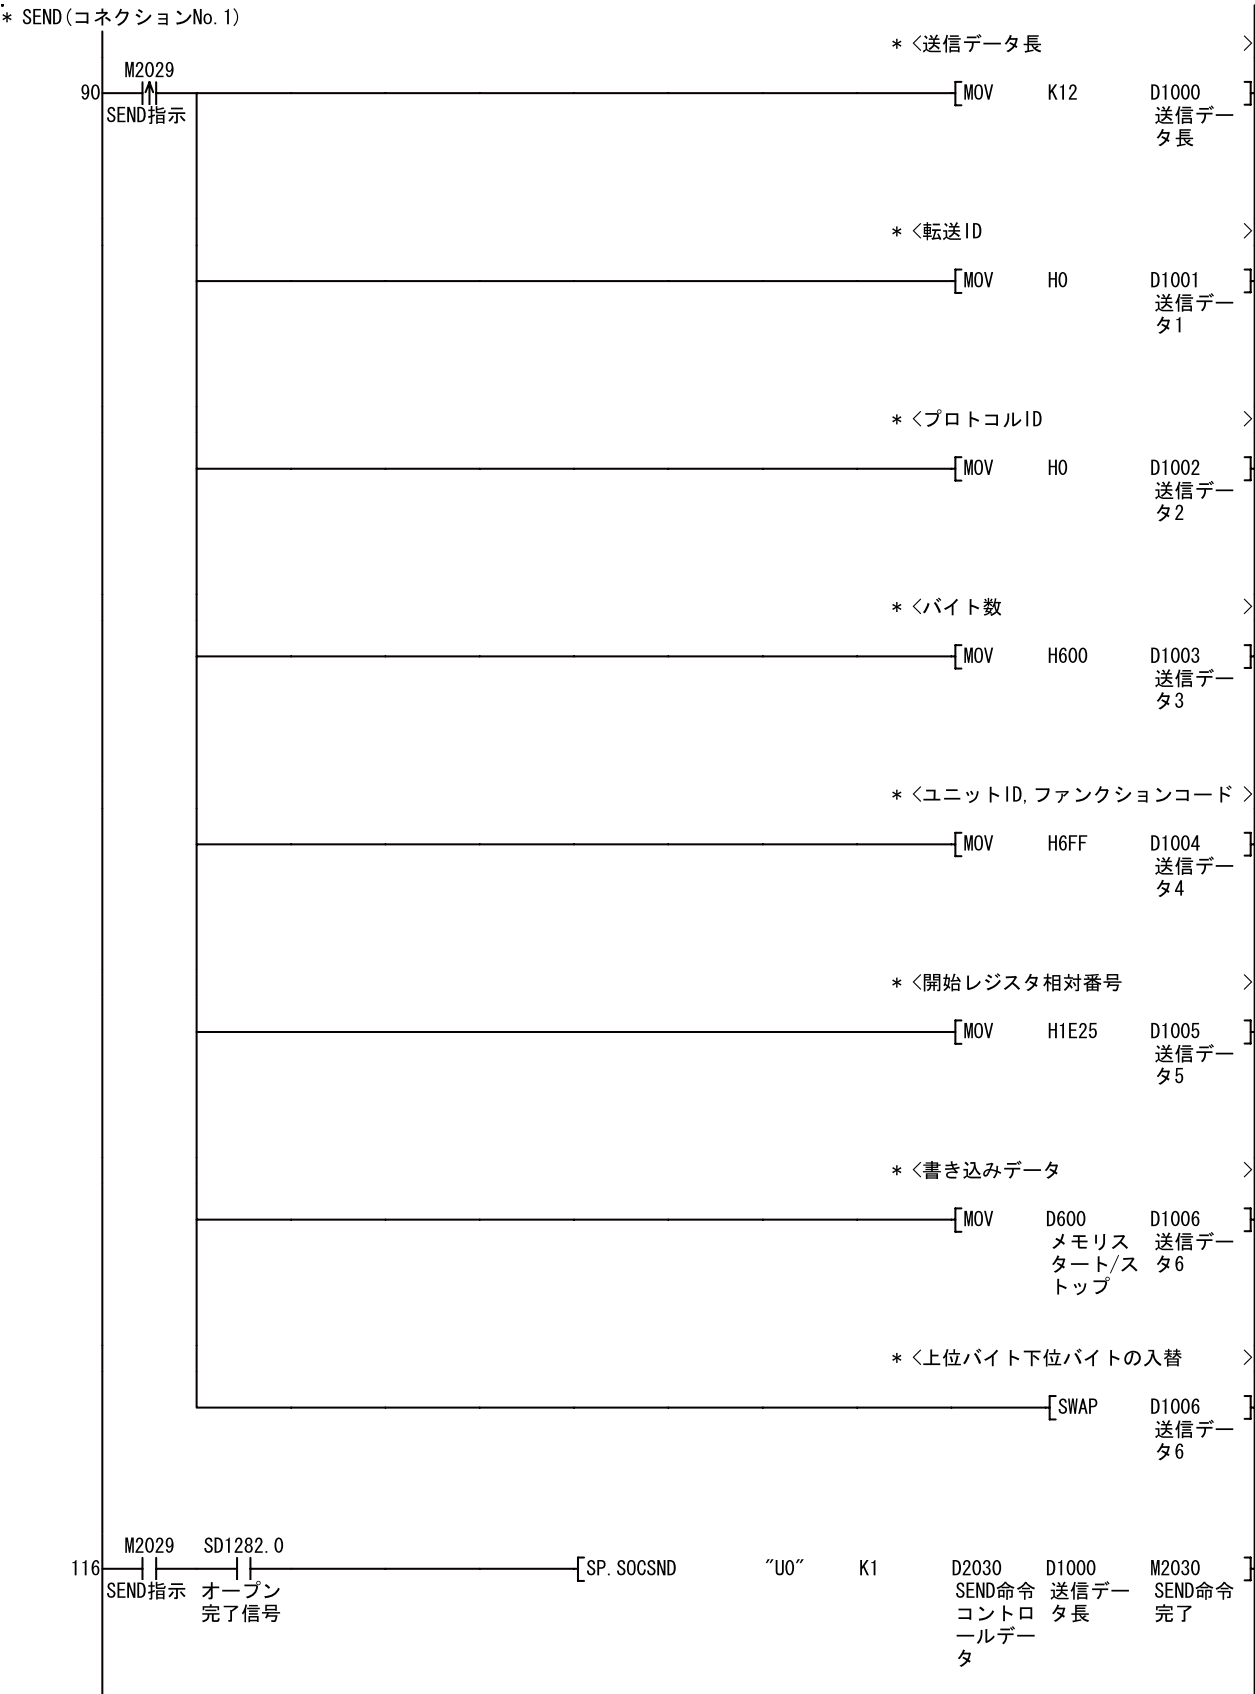 * SEND(コネクションNo.1)
* <送信データ長 >
M2029
90 [MOV K12 D1000 ]
SEND指示 送信デー
タ長
* <転送ID >
[MOV H0 D1001 ]
送信デー
タ1
* <プロトコルID >
[MOV H0 D1002 ]
送信デー
タ2
* <バイト数 >
[MOV H600 D1003 ]
送信デー
タ3
* <ユニットID,ファンクションコード >
[MOV H6FF D1004 ]
送信デー
タ4
* <開始レジスタ相対番号 >
[MOV H1E25 D1005 ]
送信デー
タ5
* <書き込みデータ >
[MOV D600 D1006 ]
メモリス 送信デー
タート/ス タ6
トップ
* <上位バイト下位バイトの入替 >
[SWAP D1006 ]
送信デー
タ6
M2029 SD1282.0
116 [SP.SOCSND "U0" K1 D2030 D1000 M2030 ]
SEND指示 オープン SEND命令 送信デー SEND命令
完了信号 コントロ タ長 完了
ールデー
タ